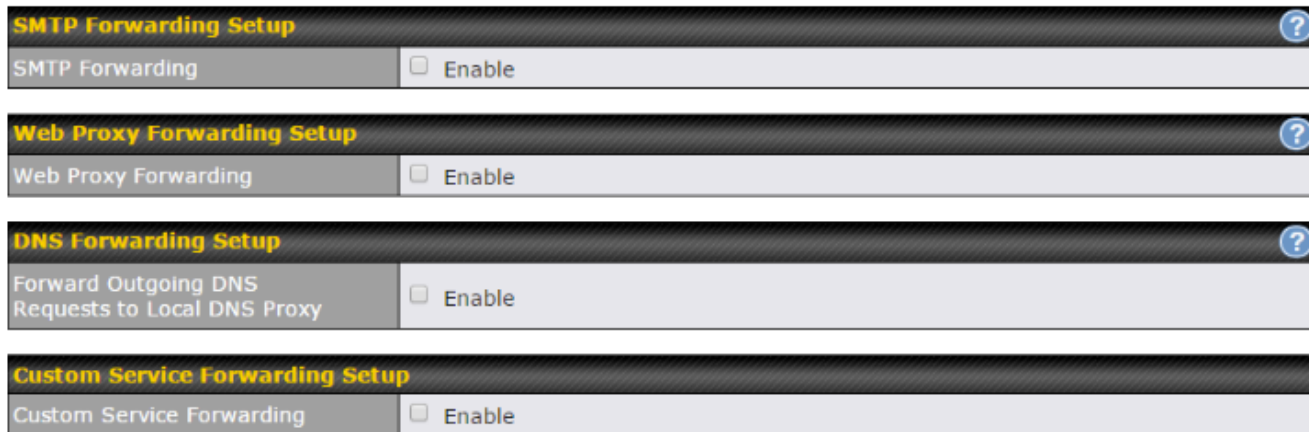 SMTP Forwarding Setup ?
SMTP Forwarding Enable
Web Proxy Forwarding Setup ?
Web Proxy Forwarding Enable
DNS Forwarding Setup ?
Forward Outgoing DNS
Requests to Local DNS Proxy Enable
Custom Service Forwarding Setup
Custom Service Forwarding Enable